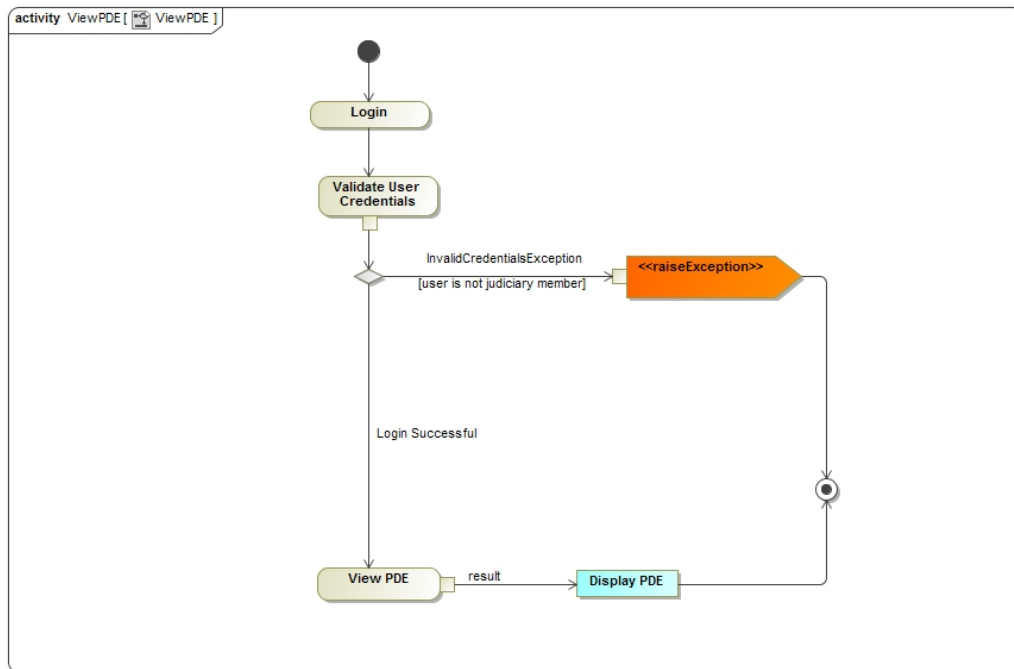 activity ViewPDE [ ViewPDE ]
Login
Validate User
Credentials
InvalidCredentialsException
[user is not judiciary member]
<<raiseException>>
Login Successful
View PDE
result
Display PDE